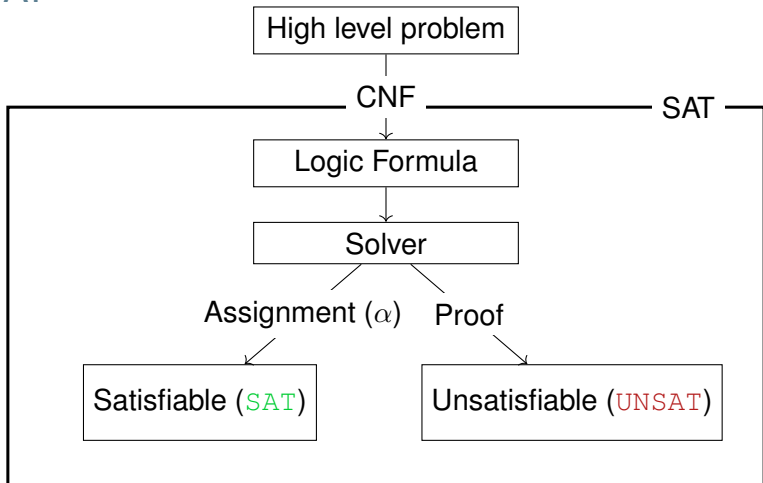 High level problem
CNF
SAT
Logic Formula
Solver
Assignment (α) Proof
Satisfiable (SAT) Unsatisfiable (UNSAT)